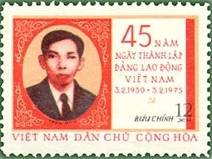 45 NĂM
NGÀY THÀNH LẬP
ĐẢNG LAO ĐỘNG
VIỆT NAM
3.2.1930 - 3.2.1975
BƯU CHÍNH 12
XU
VIỆT NAM DÂN CHỦ CỘNG HÒA